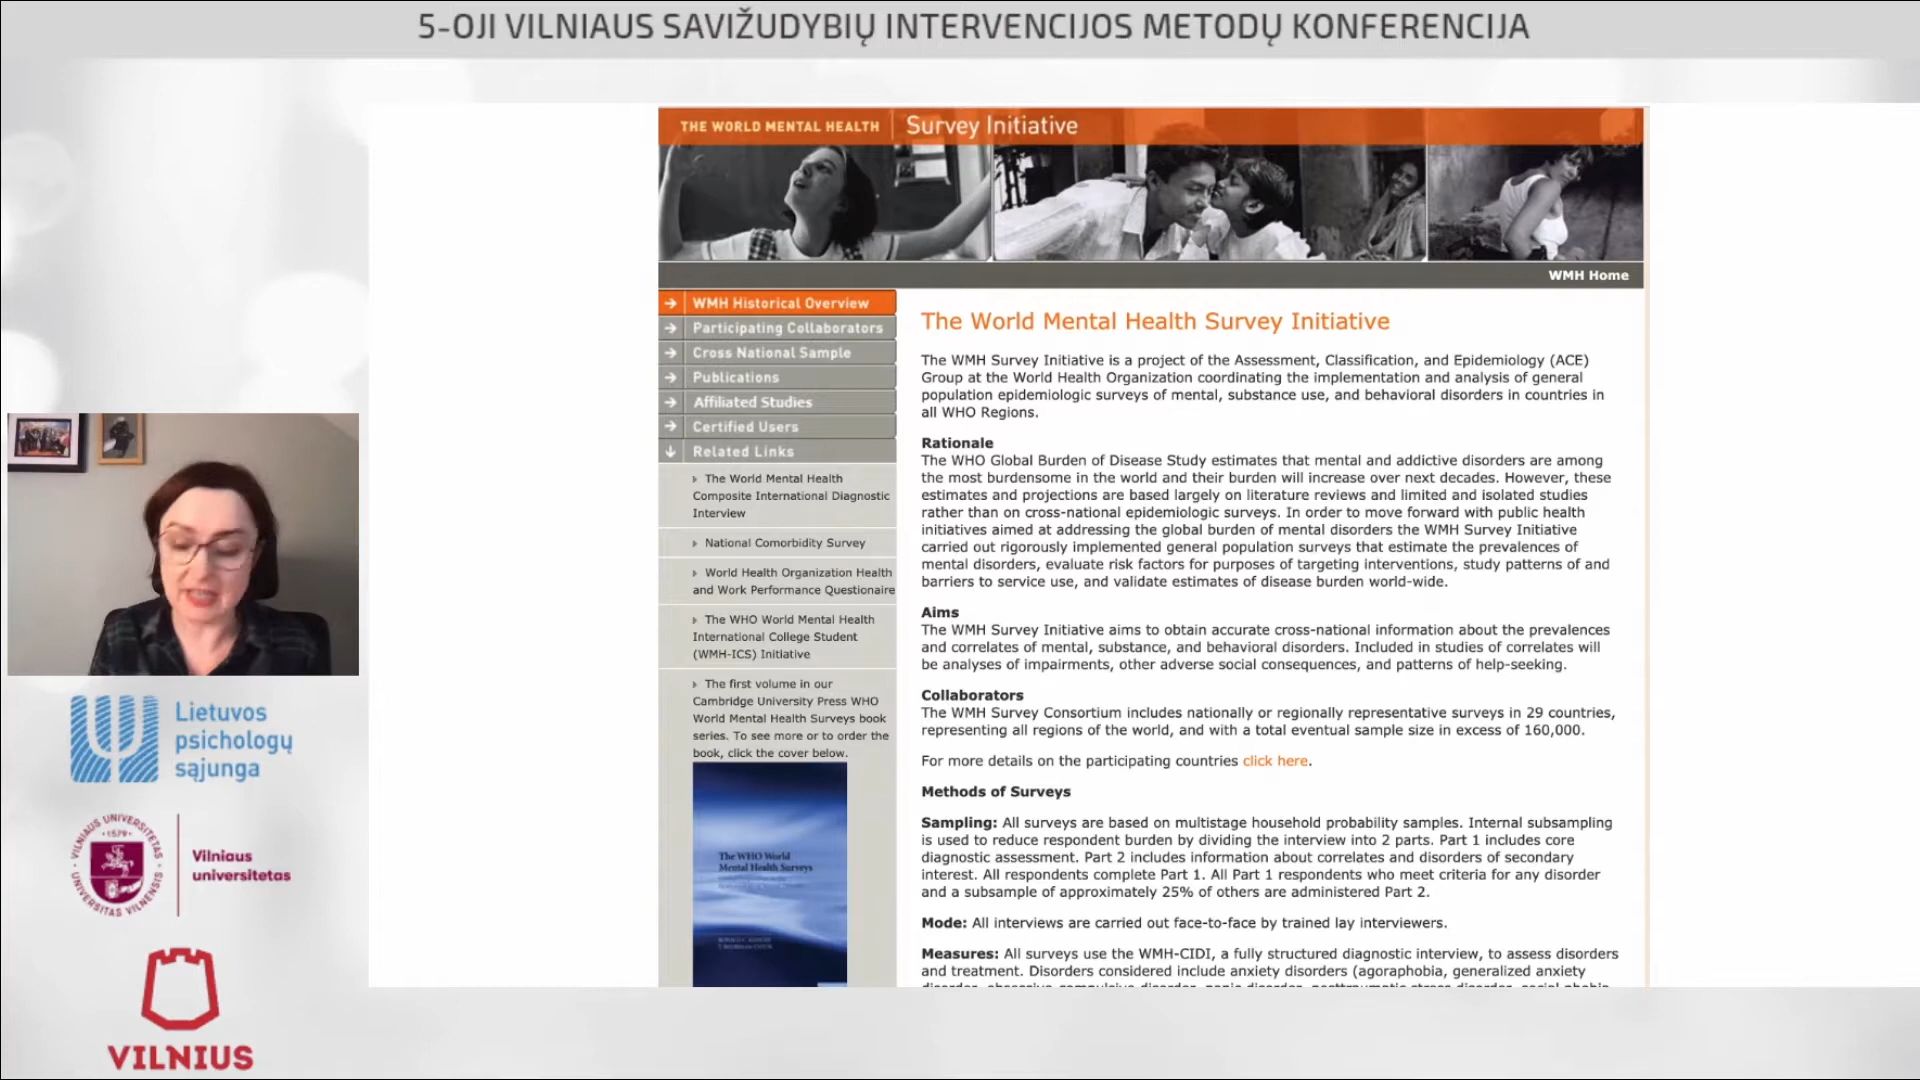 5-OJI VILNIAUS SAVIŽUDYBIŲ INTERVENCIJOS METODŲ KONFERENCIJA
THE WORLD MENTAL HEALTH Survey Initiative
WMH Home
WMH Historical Overview
Participating Collaborators
Cross National Sample
Publications
Affiliated Studies
Certified Users
Related Links
The World Mental Health
Composite International Diagnostic
Interview
National Comorbidity Survey
World Health Organization Health
and Work Performance Questionaire
The WHO World Mental Health
International College Student
(WMH-ICS) Initiative
The first volume in our
Cambridge University Press WHO
World Mental Health Surveys book
series. To see more or to order the
book, click the cover below.
The WHO World
Mental Health Surveys
The World Mental Health Survey Initiative
The WMH Survey Initiative is a project of the Assessment, Classification, and Epidemiology (ACE)
Group at the World Health Organization coordinating the implementation and analysis of general
population epidemiologic surveys of mental, substance use, and behavioral disorders in countries in
all WHO Regions.
Rationale
The WHO Global Burden of Disease Study estimates that mental and addictive disorders are among
the most burdensome in the world and their burden will increase over next decades. However, these
estimates and projections are based largely on literature reviews and limited and isolated studies
rather than on cross-national epidemiologic surveys. In order to move forward with public health
initiatives aimed at addressing the global burden of mental disorders the WMH Survey Initiative
carried out rigorously implemented general population surveys that estimate the prevalences of
mental disorders, evaluate risk factors for purposes of targeting interventions, study patterns of and
barriers to service use, and validate estimates of disease burden world-wide.
Aims
The WMH Survey Initiative aims to obtain accurate cross-national information about the prevalences
and correlates of mental, substance, and behavioral disorders. Included in studies of correlates will
be analyses of impairments, other adverse social consequences, and patterns of help-seeking.
Collaborators
The WMH Survey Consortium includes nationally or regionally representative surveys in 29 countries,
representing all regions of the world, and with a total eventual sample size in excess of 160,000.
For more details on the participating countries click here.
Methods of Surveys
Sampling: All surveys are based on multistage household probability samples. Internal subsampling
is used to reduce respondent burden by dividing the interview into 2 parts. Part 1 includes core
diagnostic assessment. Part 2 includes information about correlates and disorders of secondary
interest. All respondents complete Part 1. All Part 1 respondents who meet criteria for any disorder
and a subsample of approximately 25% of others are administered Part 2.
Mode: All interviews are carried out face-to-face by trained lay interviewers.
Measures: All surveys use the WMH-CIDI, a fully structured diagnostic interview, to assess disorders
and treatment. Disorders considered include anxiety disorders (agoraphobia, generalized anxiety
Lietuvos
psichologų
sąjunga
VILNIAUS UNIVERSITETAS
1579
UNIVERSITAS VILNENSIS
Vilniaus
universitetas
VILNIUS